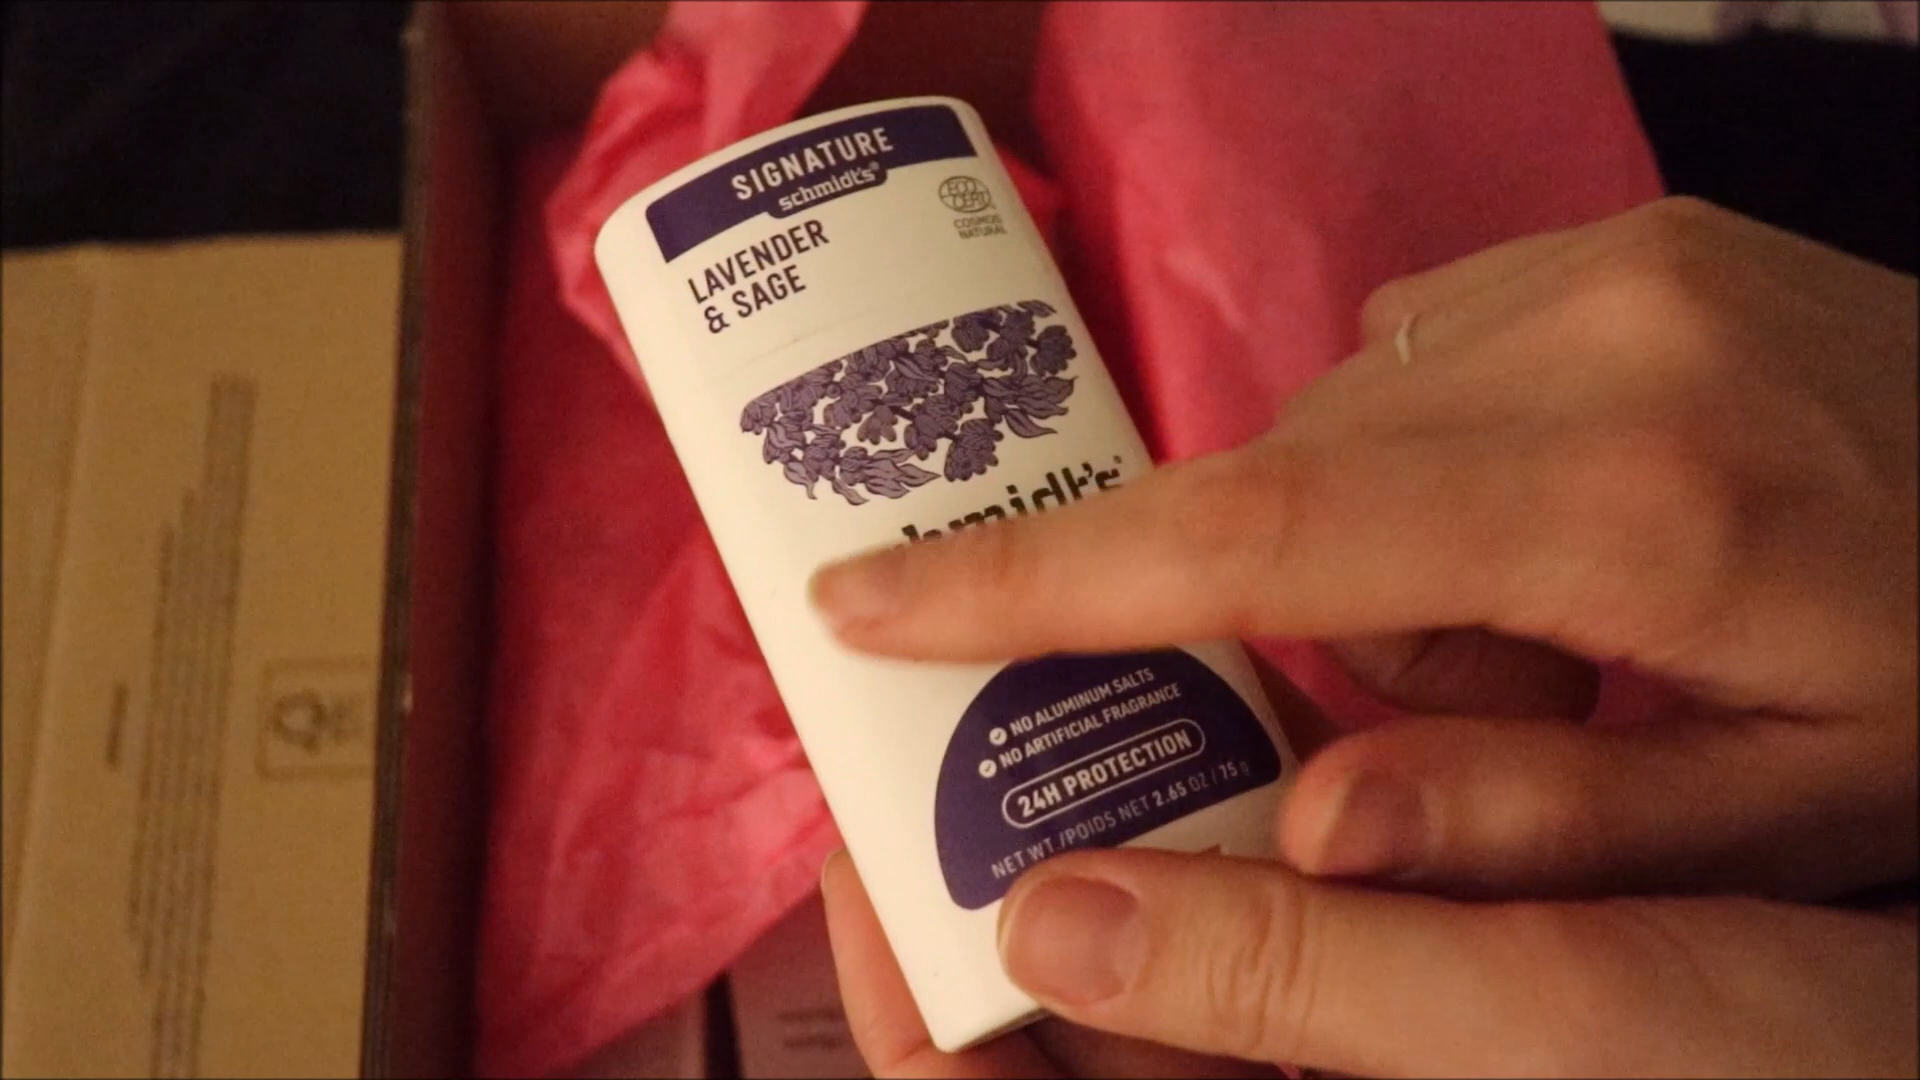 SIGNATURE
schmidt's®
ECO
CERT
COSMOS
NATURAL
LAVENDER
& SAGE
NO ALUMINUM SALTS
NO ARTIFICIAL FRAGRANCE
24H PROTECTION
NET WT./POIDS NET 2.65 OZ / 75 g